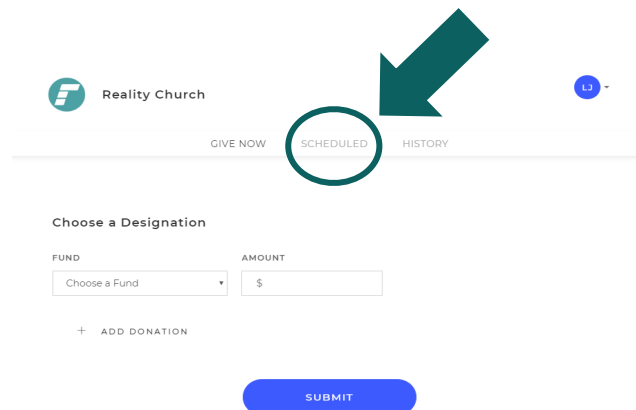 Reality Church
LJ
GIVE NOW SCHEDULED HISTORY
Choose a Designation
FUND AMOUNT
Choose a Fund $
+ ADD DONATION
SUBMIT